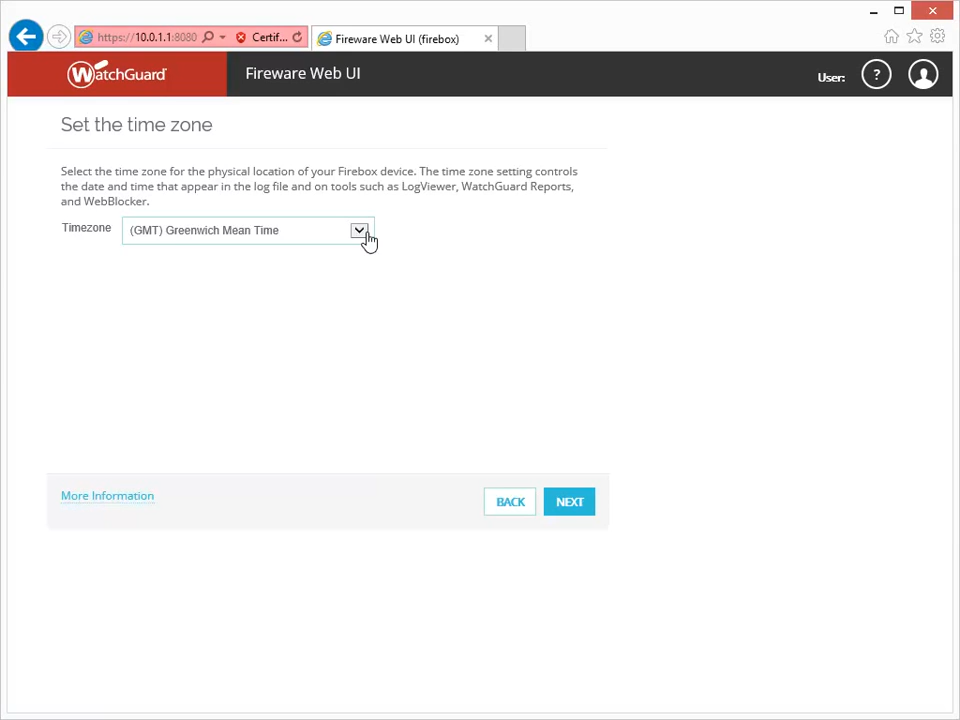 https://10.0.1.1:8080
Certif...
Fireware Web UI (firebox)
WatchGuard
Fireware Web UI
User:
?
Set the time zone
Select the time zone for the physical location of your Firebox device. The time zone setting controls
the date and time that appear in the log file and on tools such as LogViewer, WatchGuard Reports,
and WebBlocker.
Timezone
(GMT) Greenwich Mean Time
More Information
BACK
NEXT